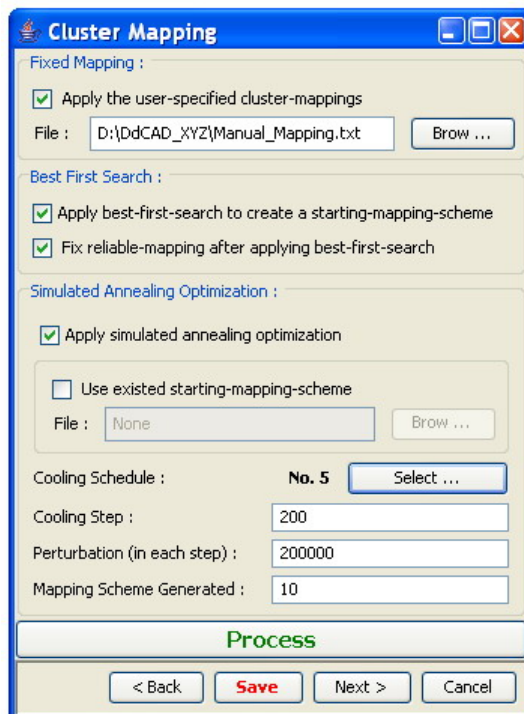 Cluster Mapping
Fixed Mapping :
Apply the user-specified cluster-mappings
File : D:\DdCAD_XYZ\Manual_Mapping.txt Brow ...
Best First Search :
Apply best-first-search to create a starting-mapping-scheme
Fix reliable-mapping after applying best-first-search
Simulated Annealing Optimization :
Apply simulated annealing optimization
Use existed starting-mapping-scheme
File : None Brow ...
Cooling Schedule : No. 5 Select ...
Cooling Step : 200
Perturbation (in each step) : 200000
Mapping Scheme Generated : 10
Process
< Back Save Next > Cancel